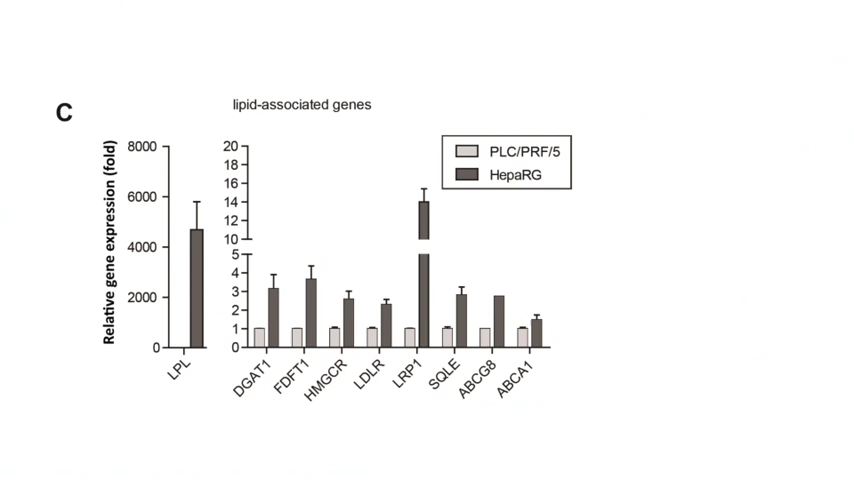 C
lipid-associated genes
Relative gene expression (fold)
8000
6000
4000
2000
0
LPL
20
18
16
14
12
10
5
4
3
2
1
0
DGAT1
FDFT1
HMGCR
LDLR
LRP1
SQLE
ABCG8
ABCA1
PLC/PRF/5
HepaRG